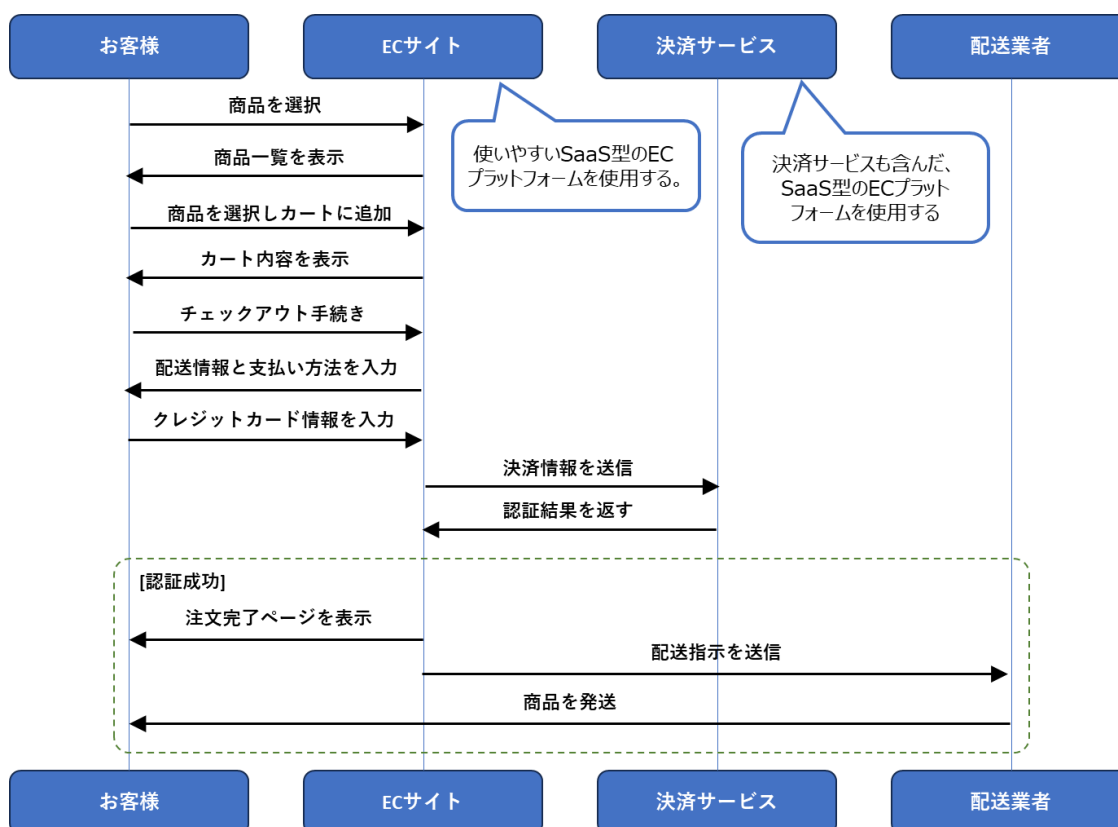 お客様
ECサイト
決済サービス
配送業者
商品を選択
使いやすいSaaS型のEC
プラットフォームを使用する。
決済サービスも含んだ、
SaaS型のECプラット
フォームを使用する
商品一覧を表示
商品を選択しカートに追加
カート内容を表示
チェックアウト手続き
配送情報と支払い方法を入力
クレジットカード情報を入力
決済情報を送信
認証結果を返す
[認証成功]
注文完了ページを表示
配送指示を送信
商品を発送
お客様
ECサイト
決済サービス
配送業者